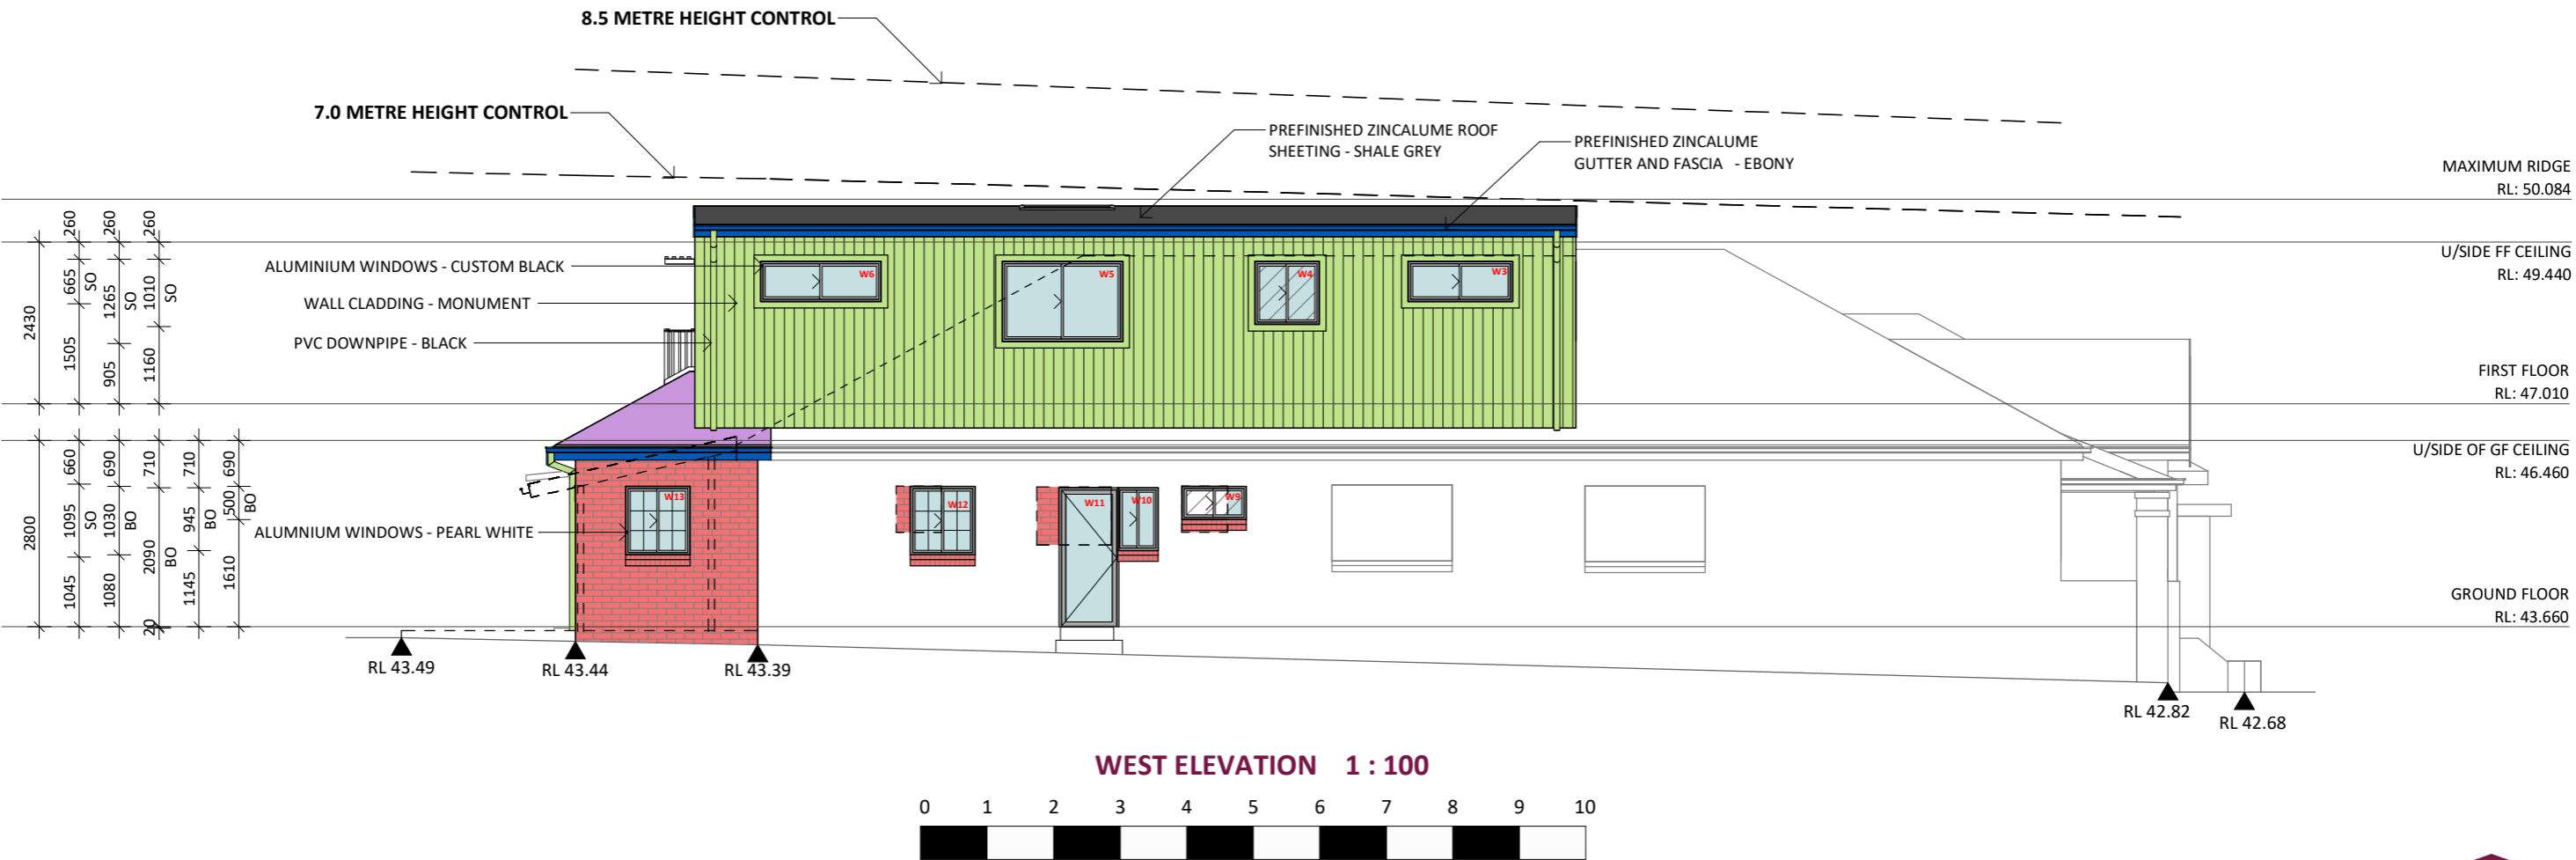 8.5 METRE HEIGHT CONTROL
7.0 METRE HEIGHT CONTROL
PREFINISHED ZINCALUME ROOF
SHEETING - SHALE GREY
PREFINISHED ZINCALUME
GUTTER AND FASCIA - EBONY
MAXIMUM RIDGE
RL: 50.084
U/SIDE FF CEILING
RL: 49.440
FIRST FLOOR
RL: 47.010
U/SIDE OF GF CEILING
RL: 46.460
GROUND FLOOR
RL: 43.660
ALUMINIUM WINDOWS - CUSTOM BLACK
WALL CLADDING - MONUMENT
PVC DOWNPIPE - BLACK
ALUMNIUM WINDOWS - PEARL WHITE
W6
W5
W4
W3
W13
W12
W11
W10
W9
2430
260
665
SO
1505
260
1265
SO
905
260
1010
SO
1160
2800
660
1095
SO
1045
690
1030
BO
1080
710
2090
BO
20
710
945
BO
1145
690
500
BO
1610
RL 43.49
RL 43.44
RL 43.39
RL 42.82
RL 42.68
WEST ELEVATION 1 : 100
0 1 2 3 4 5 6 7 8 9 10